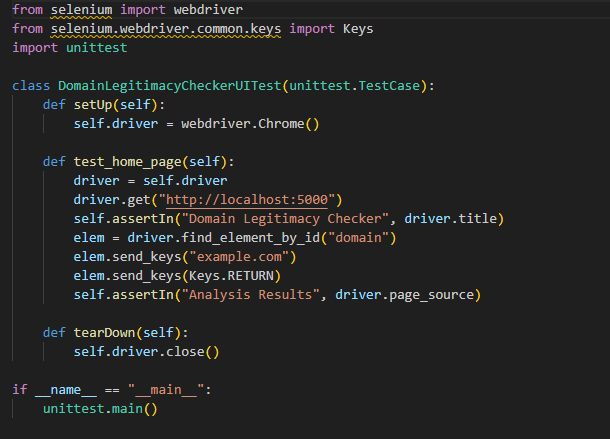 from selenium import webdriver
from selenium.webdriver.common.keys import Keys
import unittest

class DomainLegitimacyCheckerUITest(unittest.TestCase):
    def setUp(self):
        self.driver = webdriver.Chrome()

    def test_home_page(self):
        driver = self.driver
        driver.get("http://localhost:5000")
        self.assertIn("Domain Legitimacy Checker", driver.title)
        elem = driver.find_element_by_id("domain")
        elem.send_keys("example.com")
        elem.send_keys(Keys.RETURN)
        self.assertIn("Analysis Results", driver.page_source)

    def tearDown(self):
        self.driver.close()

if __name__ == "__main__":
    unittest.main()